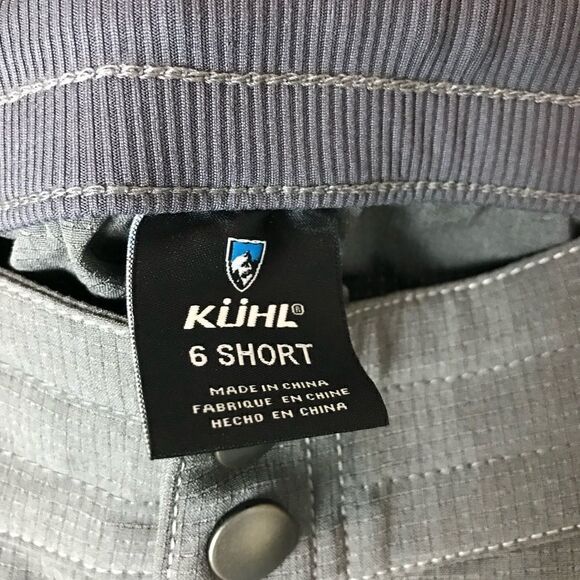 KÜHL®
6 SHORT
MADE IN CHINA
FABRIQUE EN CHINE
HECHO EN CHINA